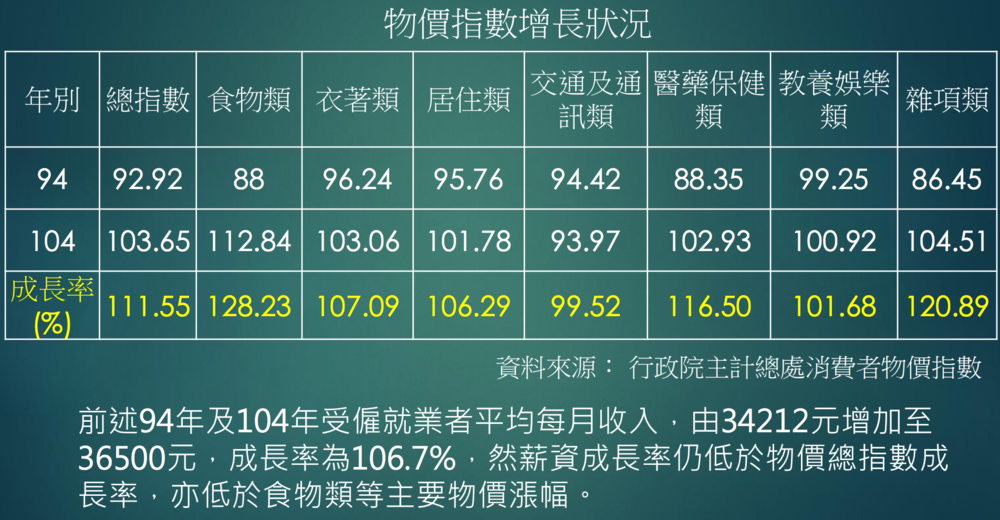 物價指數增長狀況
年別 總指數 食物類 衣著類 居住類 交通及通訊類 醫藥保健類 教養娛樂類 雜項類
94 92.92 88 96.24 95.76 94.42 88.35 99.25 86.45
104 103.65 112.84 103.06 101.78 93.97 102.93 100.92 104.51
成長率(%) 111.55 128.23 107.09 106.29 99.52 116.50 101.68 120.89
資料來源： 行政院主計總處消費者物價指數
前述94年及104年受僱就業者平均每月收入，由34212元增加至
36500元，成長率為106.7%，然薪資成長率仍低於物價總指數成
長率，亦低於食物類等主要物價漲幅。